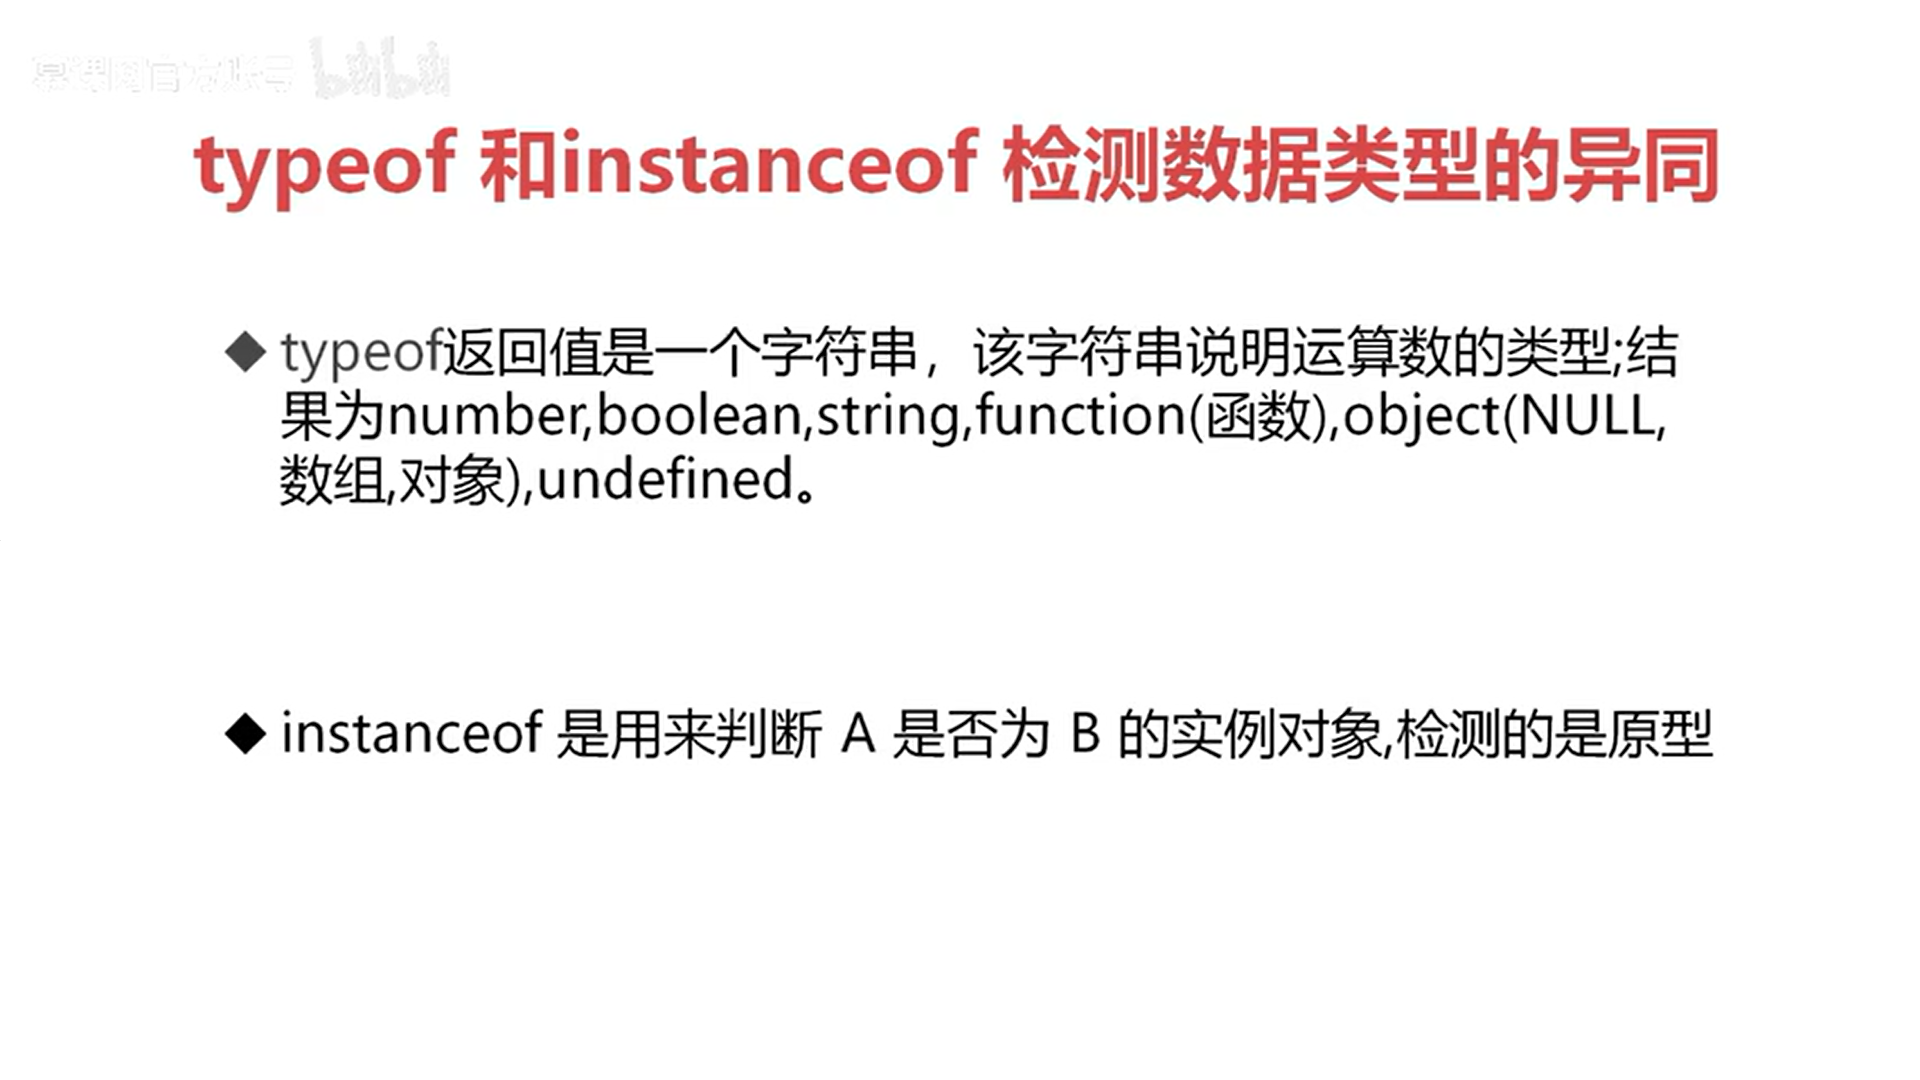 慕课网官方账号 bilibili
typeof 和instanceof 检测数据类型的异同
◆ typeof返回值是一个字符串，该字符串说明运算数的类型;结
果为number,boolean,string,function(函数),object(NULL,
数组,对象),undefined。
◆ instanceof 是用来判断 A 是否为 B 的实例对象,检测的是原型